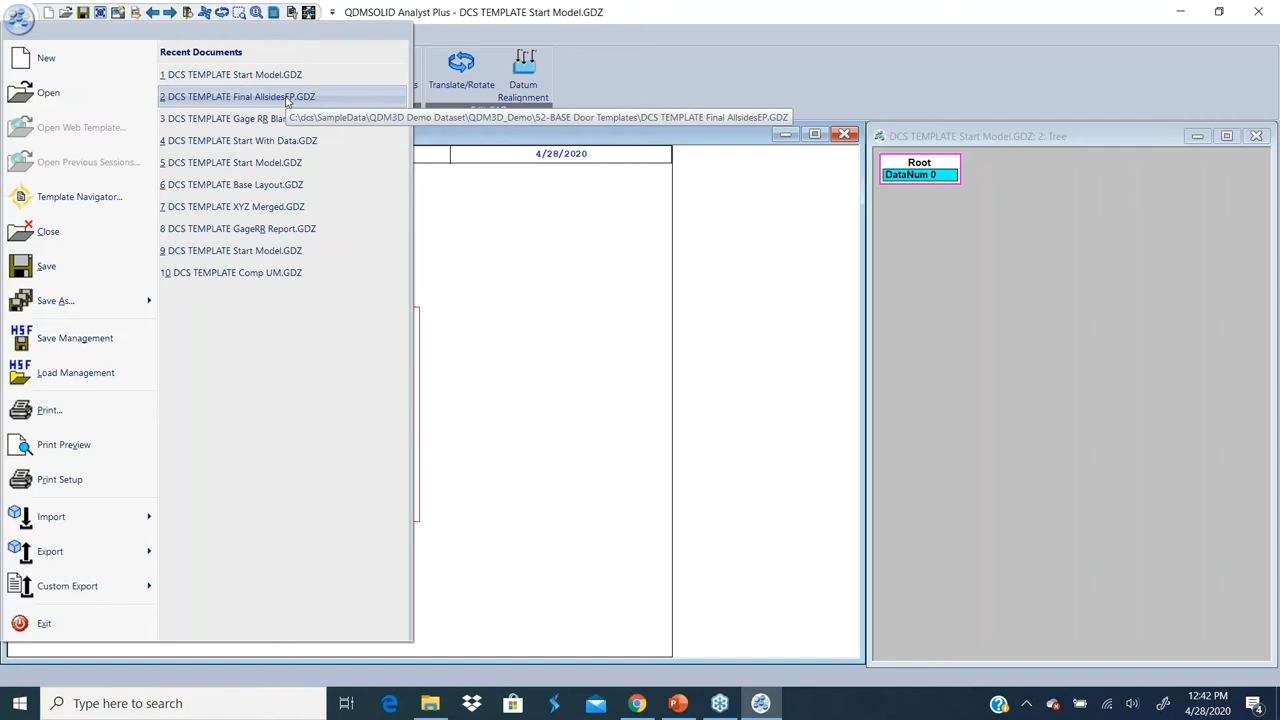 QDMSOLID Analyst Plus - DCS TEMPLATE Start Model.GDZ
New
Open
Open Web Template...
Open Previous Sessions...
Template Navigator...
Close
Save
Save As...
HSF
Save Management
HSF
Load Management
Print...
Print Preview
Print Setup
Import
Export
Custom Export
Exit
Recent Documents
1 DCS TEMPLATE Start Model.GDZ
2 DCS TEMPLATE Final AllsidesEP.GDZ
3 DCS TEMPLATE Gage RR
4 DCS TEMPLATE Start With Data.GDZ
5 DCS TEMPLATE Start Model.GDZ
6 DCS TEMPLATE Base Layout.GDZ
7 DCS TEMPLATE XYZ Merged.GDZ
8 DCS TEMPLATE GageRR Report.GDZ
9 DCS TEMPLATE Start Model.GDZ
10 DCS TEMPLATE Comp UM.GDZ
C:\dcs\SampleData\QDM3D Demo Dataset\QDM3D_Demo\52-BASE Door Templates\DCS TEMPLATE Final AllsidesEP.GDZ
Translate/Rotate
Datum
Realignment
4/28/2020
DCS TEMPLATE Start Model.GDZ: 2: Tree
Root
DataNum 0
Type here to search
12:42 PM
4/28/2020